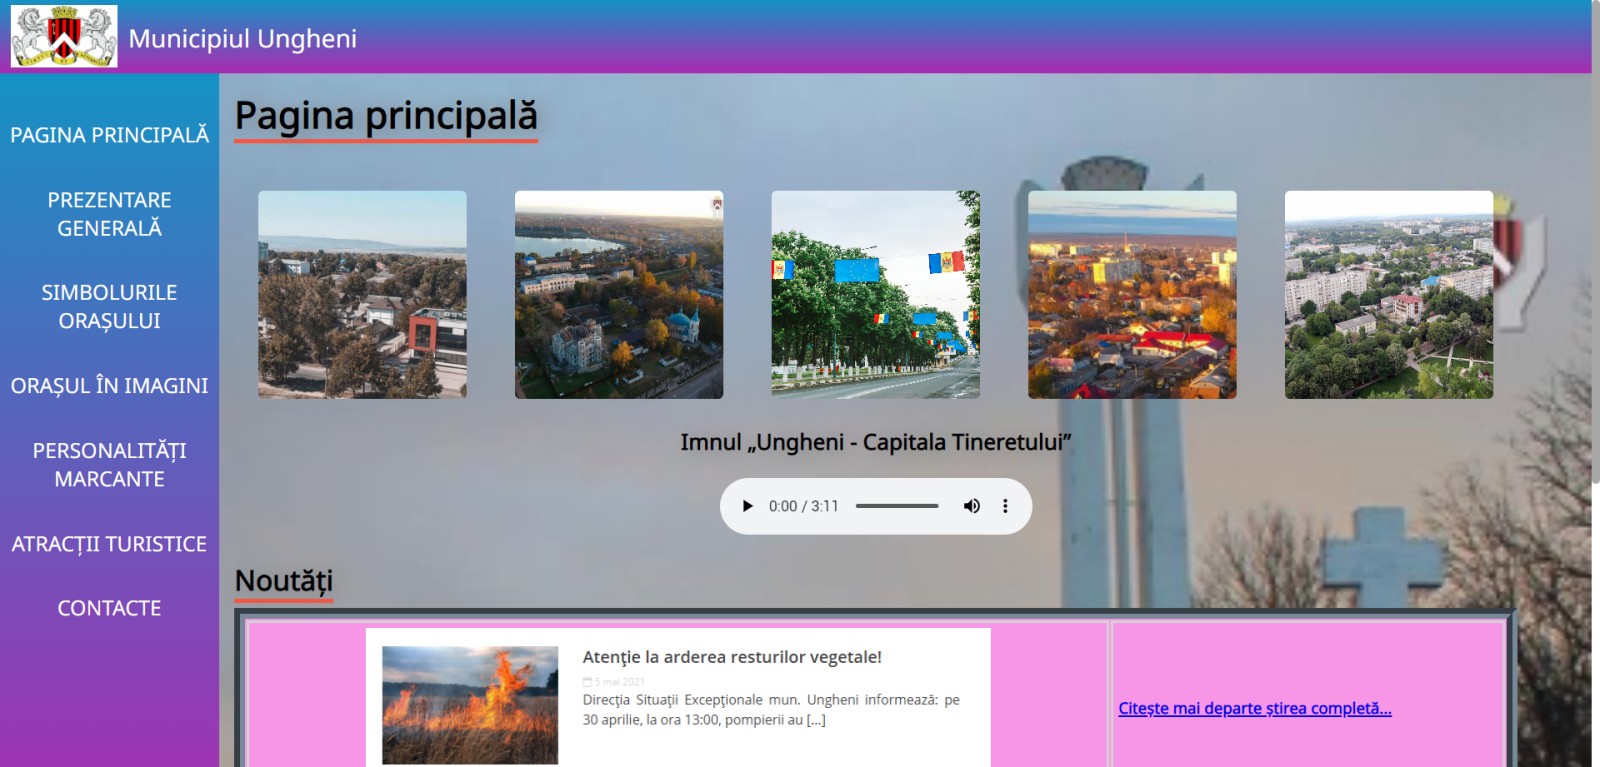 Municipiul Ungheni
PAGINA PRINCIPALĂ
PREZENTARE
GENERALĂ
SIMBOLURILE
ORAȘULUI
ORAȘUL ÎN IMAGINI
PERSONALITĂȚI
MARCANTE
ATRACȚII TURISTICE
CONTACTE
Pagina principală
Imnul „Ungheni - Capitala Tineretului”
0:00 / 3:11
Noutăți
Atenţie la arderea resturilor vegetale!
5 mai 2021
Direcţia Situaţii Excepţionale mun. Ungheni informează: pe
30 aprilie, la ora 13:00, pompierii au [...]
Citește mai departe știrea completă...